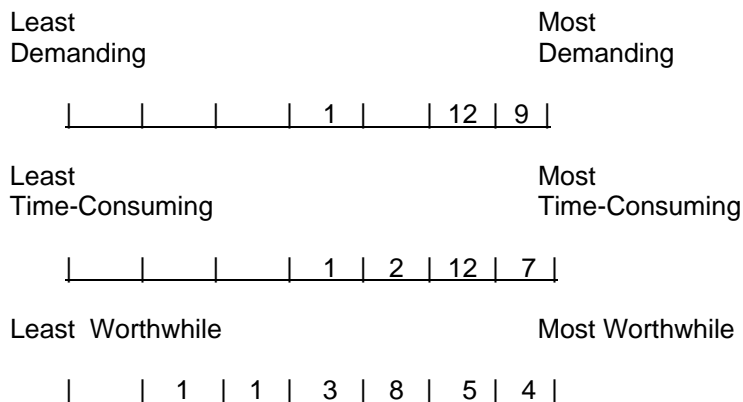 Least Most
Demanding Demanding
| | | | 1 | | 12 | 9 |
Least Most
Time-Consuming Time-Consuming
| | | | 1 | 2 | 12 | 7 |
Least Worthwhile Most Worthwhile
| | 1 | 1 | 3 | 8 | 5 | 4 |